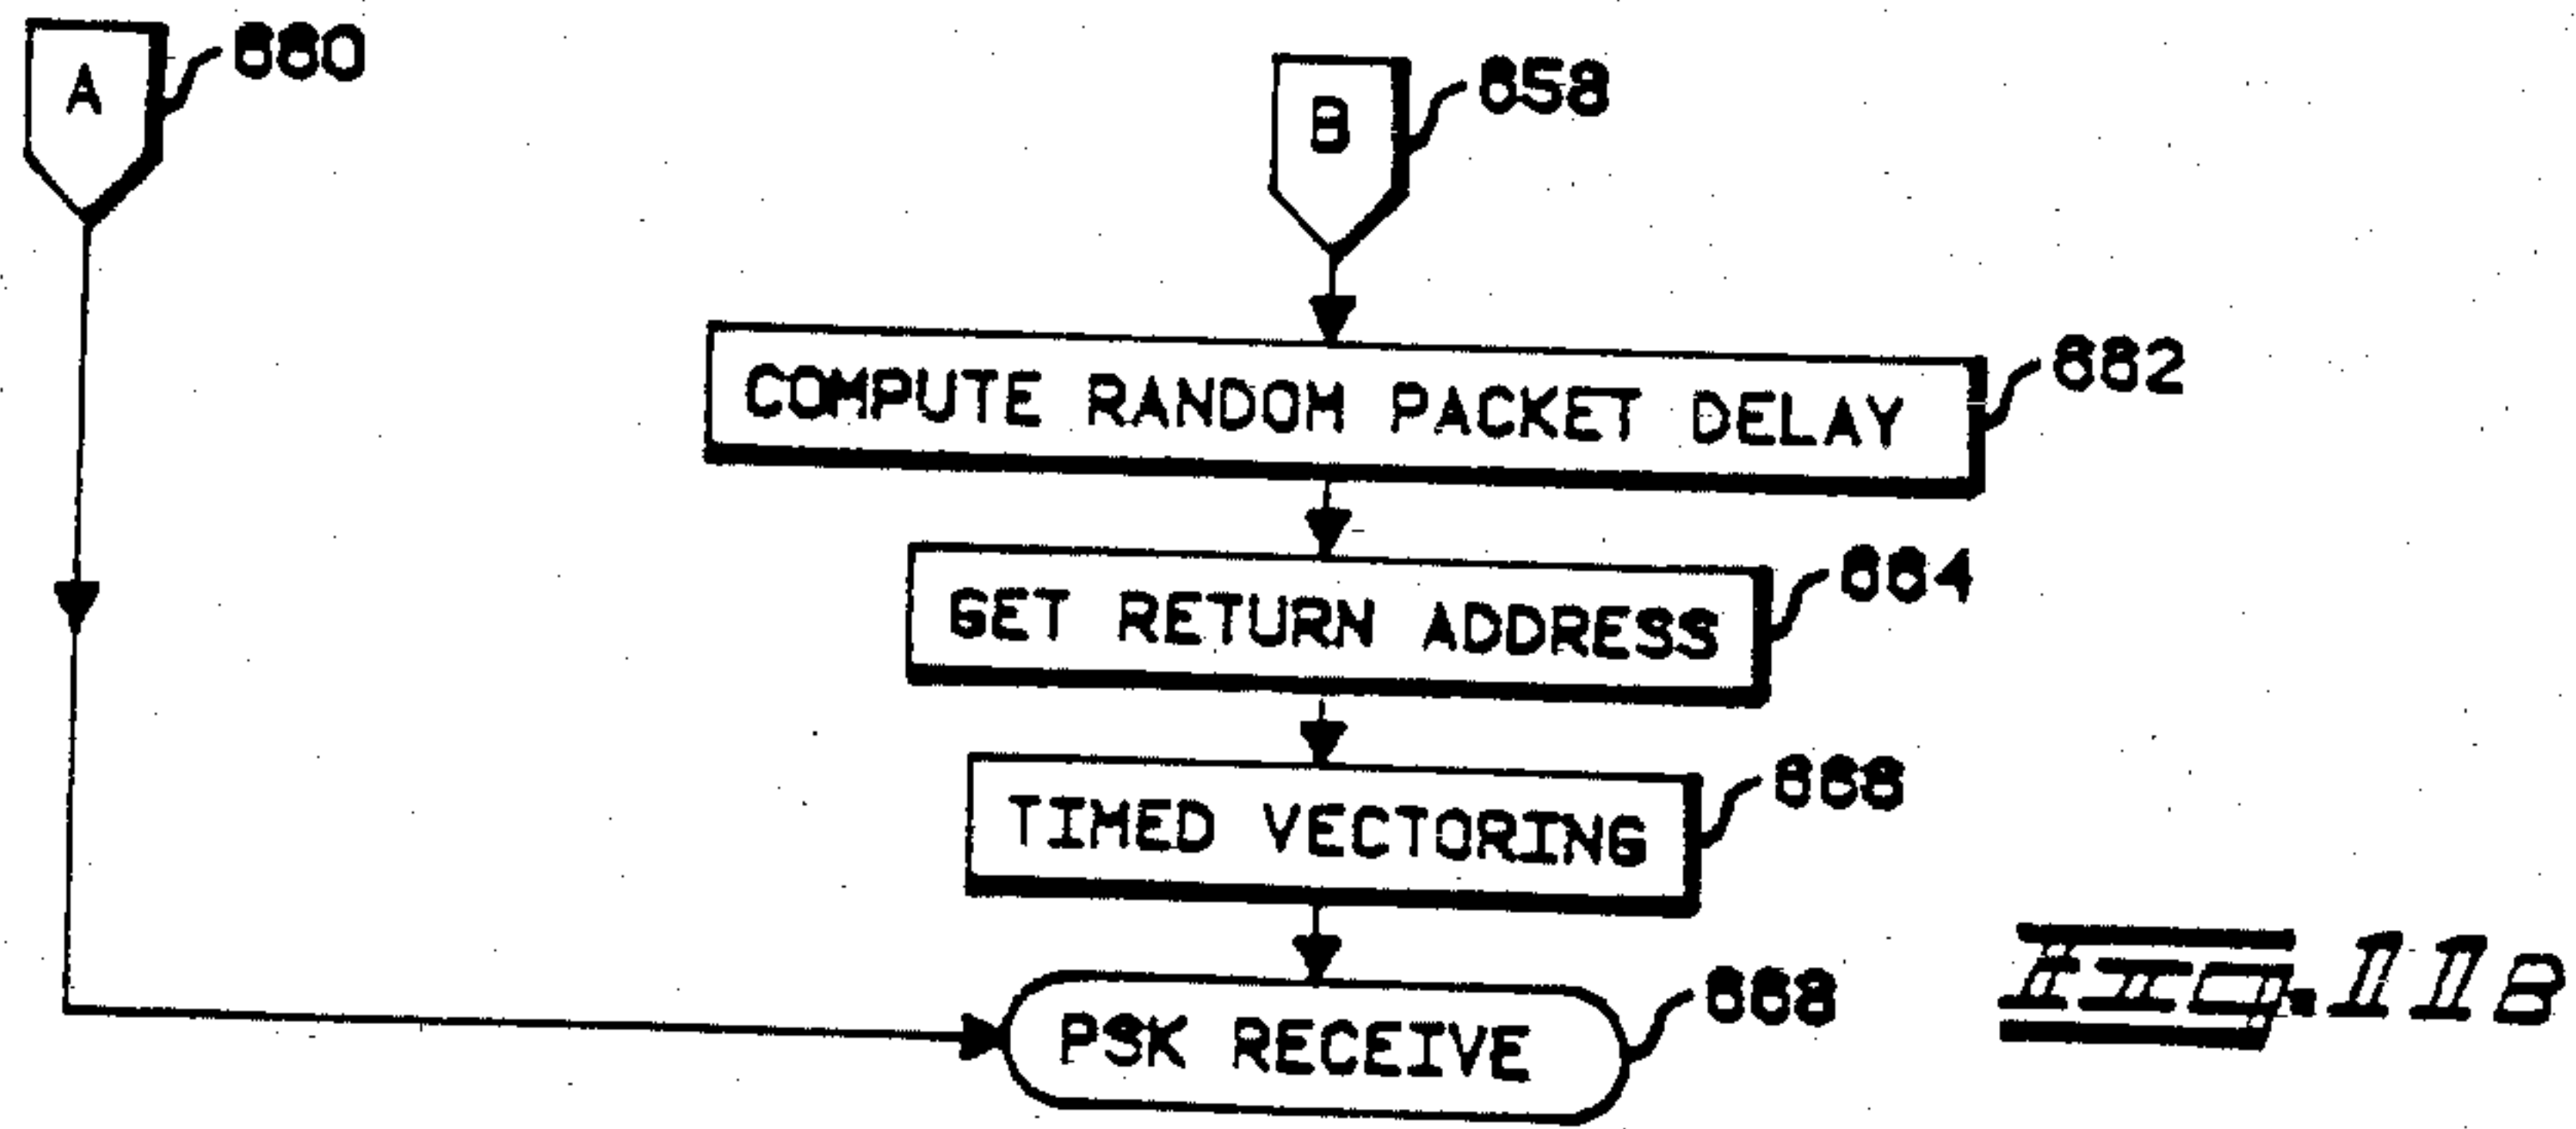 A 660
B 658
COMPUTE RANDOM PACKET DELAY 662
GET RETURN ADDRESS 664
TIMED VECTORING 666
PSK RECEIVE 668
Fig. 11B